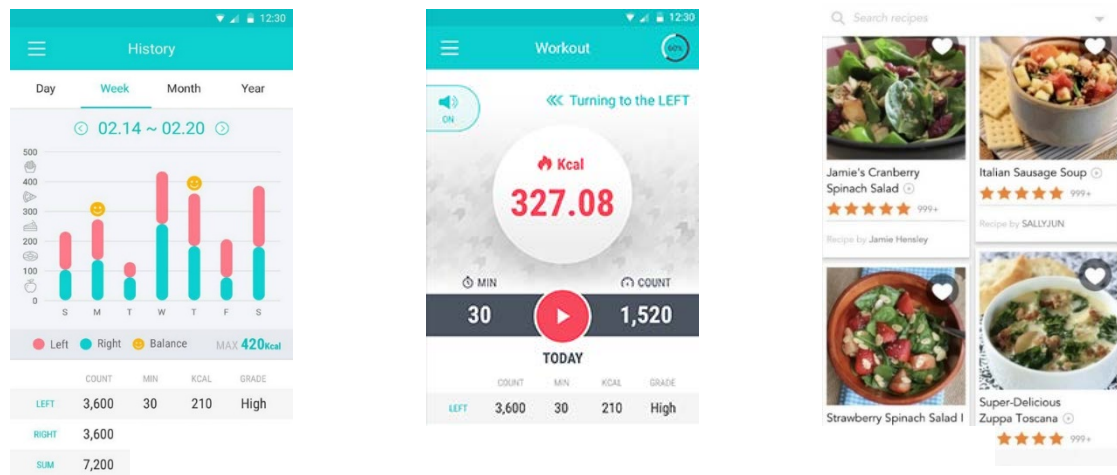 12:30
History
Day Week Month Year
02.14 ~ 02.20
500
400
300
200
100
0
S M T W T F S
Left Right Balance MAX 420Kcal
COUNT MIN KCAL GRADE
LEFT 3,600 30 210 High
RIGHT 3,600
SUM 7,200
12:30
Workout 60%
ON
Turning to the LEFT
Kcal
327.08
MIN COUNT
30 1,520
TODAY
COUNT MIN KCAL GRADE
LEFT 3,600 30 210 High
Search recipes
Jamie's Cranberry
Spinach Salad
999+
Recipe by Jamie Hensley
Italian Sausage Soup
999+
Recipe by SALLYJUN
Strawberry Spinach Salad I
Super-Delicious
Zuppa Toscana
999+